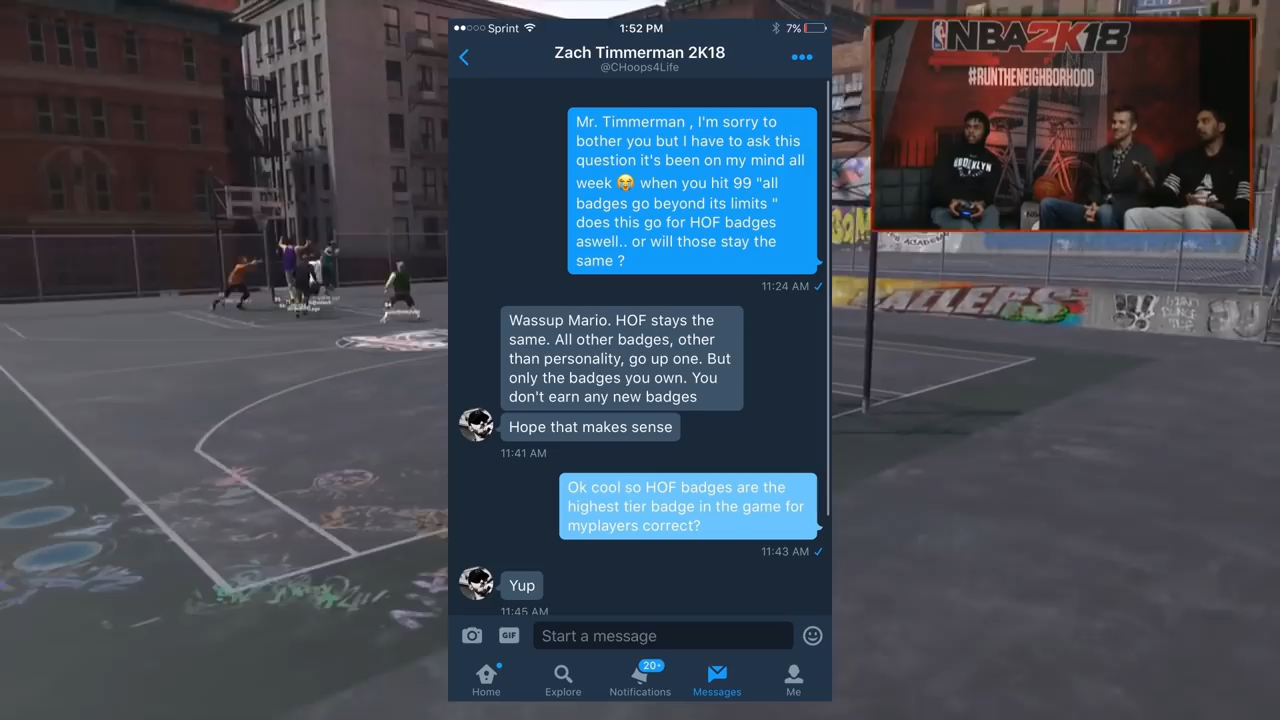 Sprint 1:52 PM 7%
Zach Timmerman 2K18
@CHoops4Life
Mr. Timmerman , I'm sorry to
bother you but I have to ask this
question it's been on my mind all
week 😭 when you hit 99 "all
badges go beyond its limits "
does this go for HOF badges
aswell.. or will those stay the
same ?
11:24 AM
Wassup Mario. HOF stays the
same. All other badges, other
than personality, go up one. But
only the badges you own. You
don't earn any new badges
Hope that makes sense
11:41 AM
Ok cool so HOF badges are the
highest tier badge in the game for
myplayers correct?
11:43 AM
Yup
11:45 AM
GIF
Start a message
20+
Home Explore Notifications Messages Me
NBA2K18
#RUNTHENEIGHBORHOOD
BROOKLYN
BALLERS